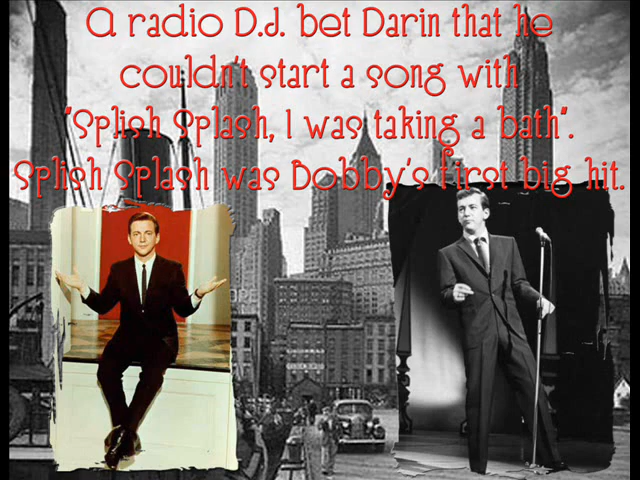 A radio D.J. bet Darin that he
couldn't start a song with
"Splish Splash, I was taking a bath".
Splish Splash was Bobby's first big hit.